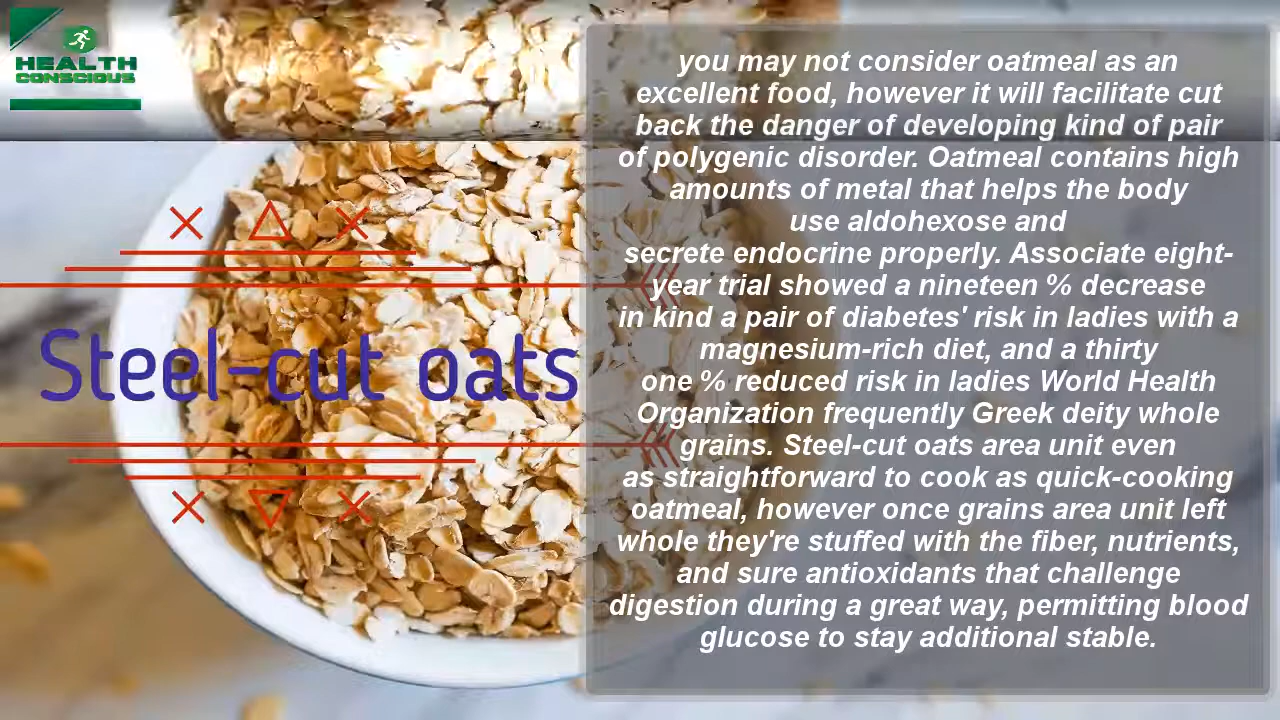 HEALTH
CONSCIOUS
Steel-cut oats
you may not consider oatmeal as an
excellent food, however it will facilitate cut
back the danger of developing kind of pair
of polygenic disorder. Oatmeal contains high
amounts of metal that helps the body
use aldohexose and
secrete endocrine properly. Associate eight-
year trial showed a nineteen % decrease
in kind a pair of diabetes' risk in ladies with a
magnesium-rich diet, and a thirty
one % reduced risk in ladies World Health
Organization frequently Greek deity whole
grains. Steel-cut oats area unit even
as straightforward to cook as quick-cooking
oatmeal, however once grains area unit left
whole they're stuffed with the fiber, nutrients,
and sure antioxidants that challenge
digestion during a great way, permitting blood
glucose to stay additional stable.